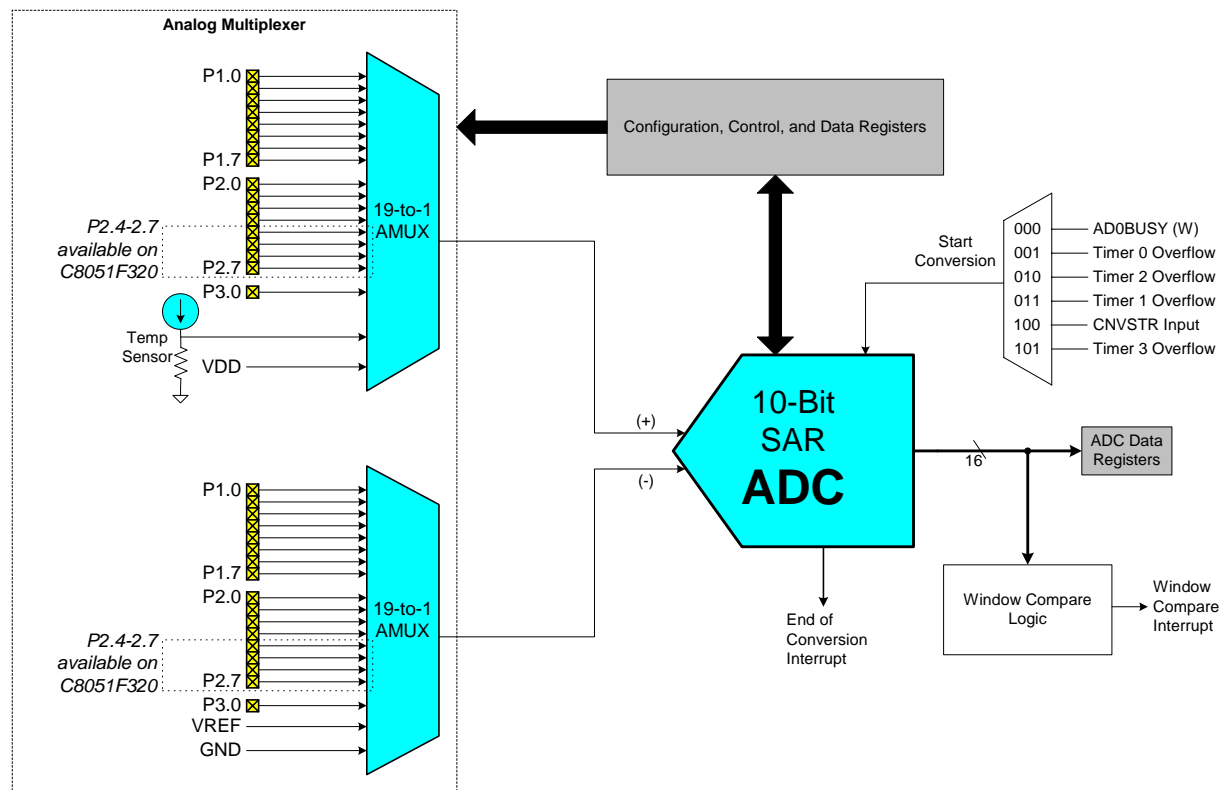 Analog Multiplexer
P1.0
P1.7
P2.0
P2.4-2.7
available on
C8051F320
P2.7
P3.0
Temp
Sensor
VDD
19-to-1
AMUX
Configuration, Control, and Data Registers
Start
Conversion
000 AD0BUSY (W)
001 Timer 0 Overflow
010 Timer 2 Overflow
011 Timer 1 Overflow
100 CNVSTR Input
101 Timer 3 Overflow
(+)
(-)
10-Bit
SAR
ADC
16
ADC Data
Registers
End of
Conversion
Interrupt
Window Compare
Logic
Window
Compare
Interrupt
P1.0
P1.7
P2.0
P2.4-2.7
available on
C8051F320
P2.7
P3.0
VREF
GND
19-to-1
AMUX